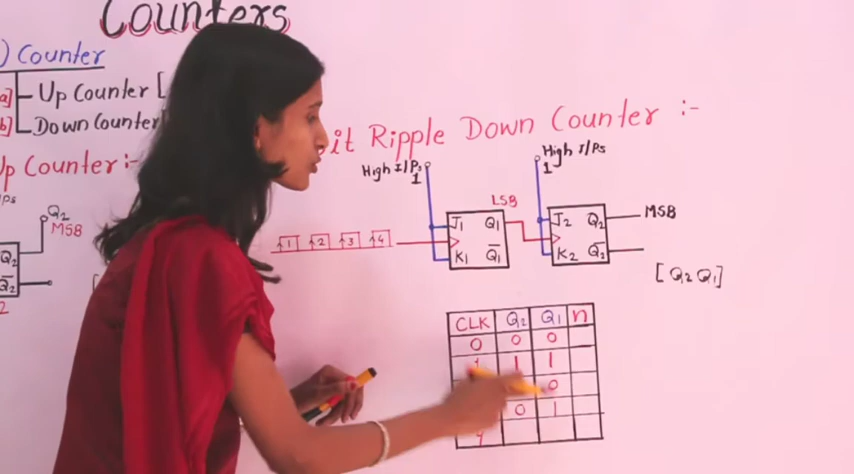 Counters
) Counter
a] Up Counter [
b] Down Counter
Up Counter :-
it Ripple Down Counter :-
High I/Ps
1
High I/Ps
1
LSB
MSB
J1 Q1
K1 Q̅1
J2 Q2
K2 Q̅2
1 2 3 4
[Q2 Q1]
Q2
MSB
Q2
Q̅2
2
CLK Q2 Q1 n
0 0 0
1 1 1
0
0 1
4